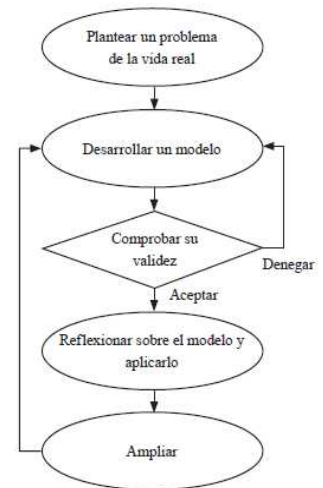 Plantear un problema
de la vida real
Desarrollar un modelo
Comprobar su
validez
Denegar
Aceptar
Reflexionar sobre el modelo y
aplicarlo
Ampliar